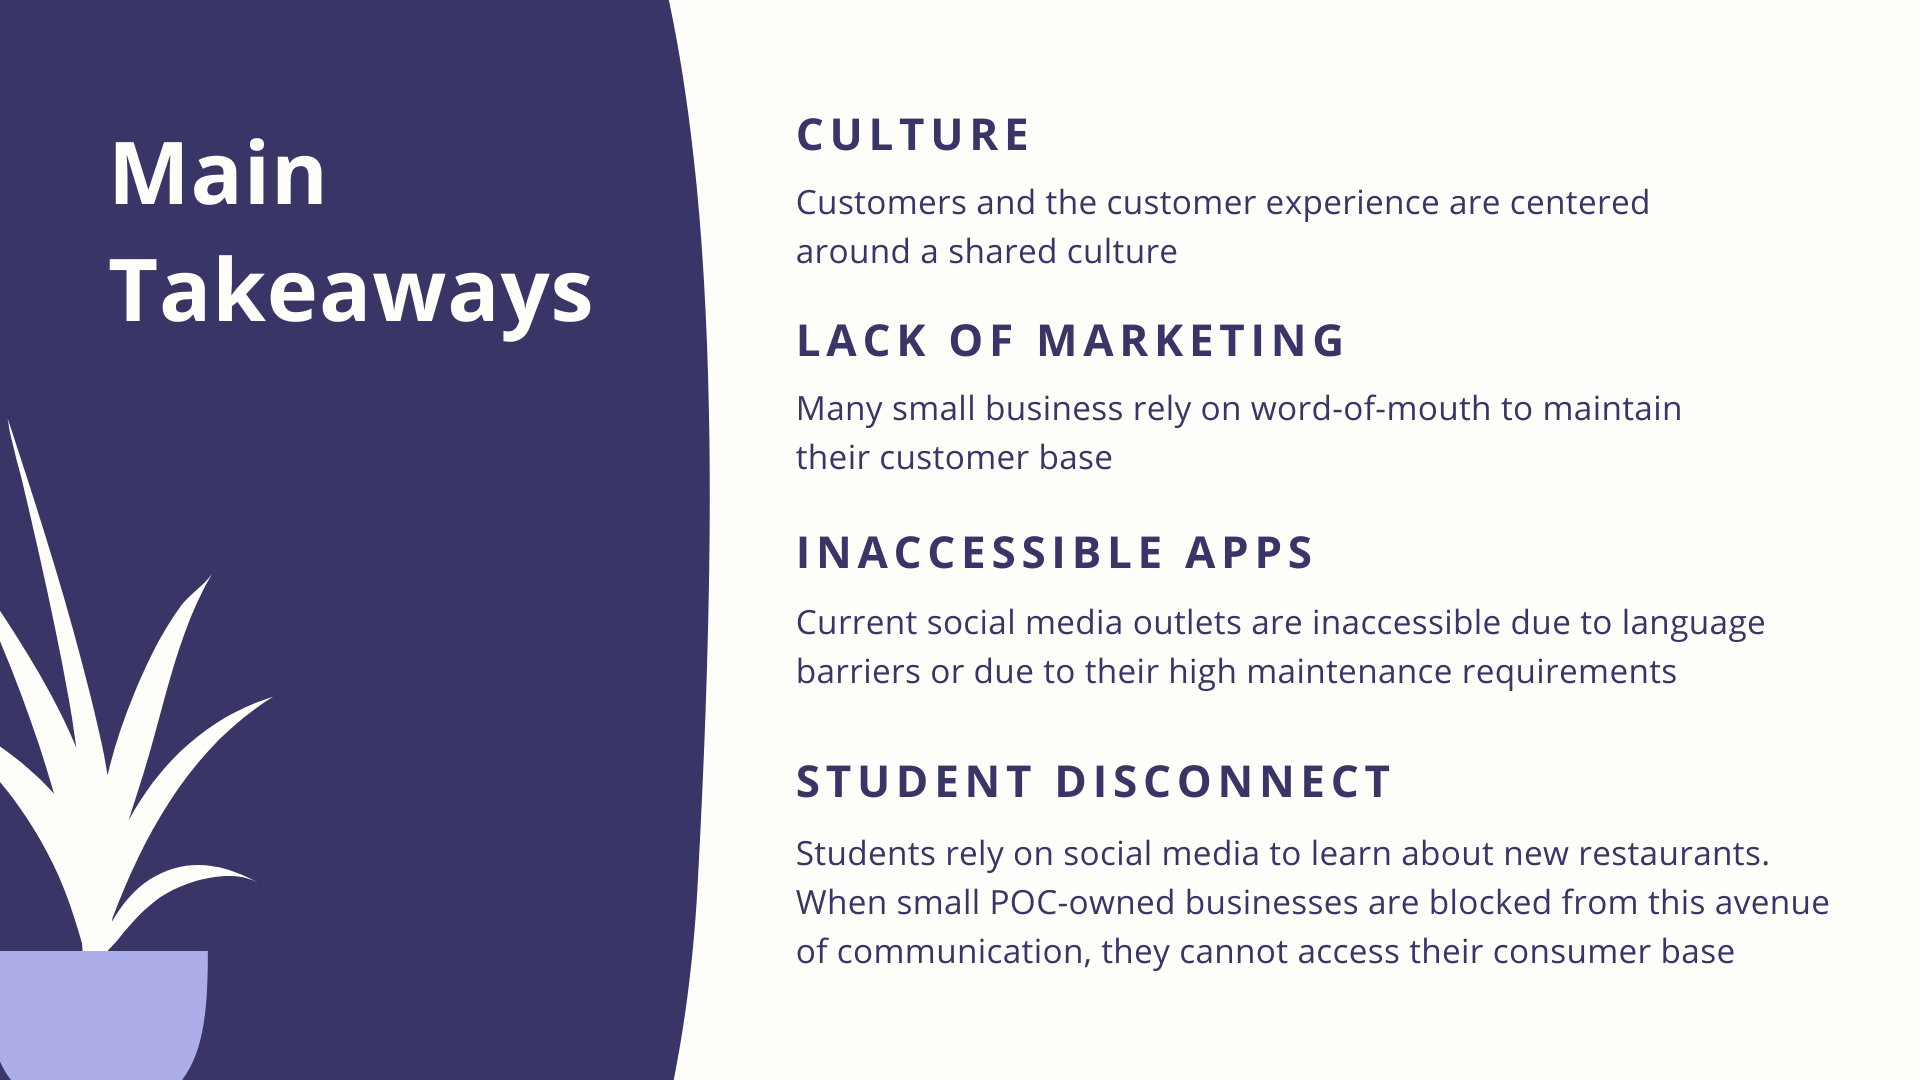 Main
Takeaways
CULTURE
Customers and the customer experience are centered
around a shared culture
LACK OF MARKETING
Many small business rely on word-of-mouth to maintain
their customer base
INACCESSIBLE APPS
Current social media outlets are inaccessible due to language
barriers or due to their high maintenance requirements
STUDENT DISCONNECT
Students rely on social media to learn about new restaurants.
When small POC-owned businesses are blocked from this avenue
of communication, they cannot access their consumer base